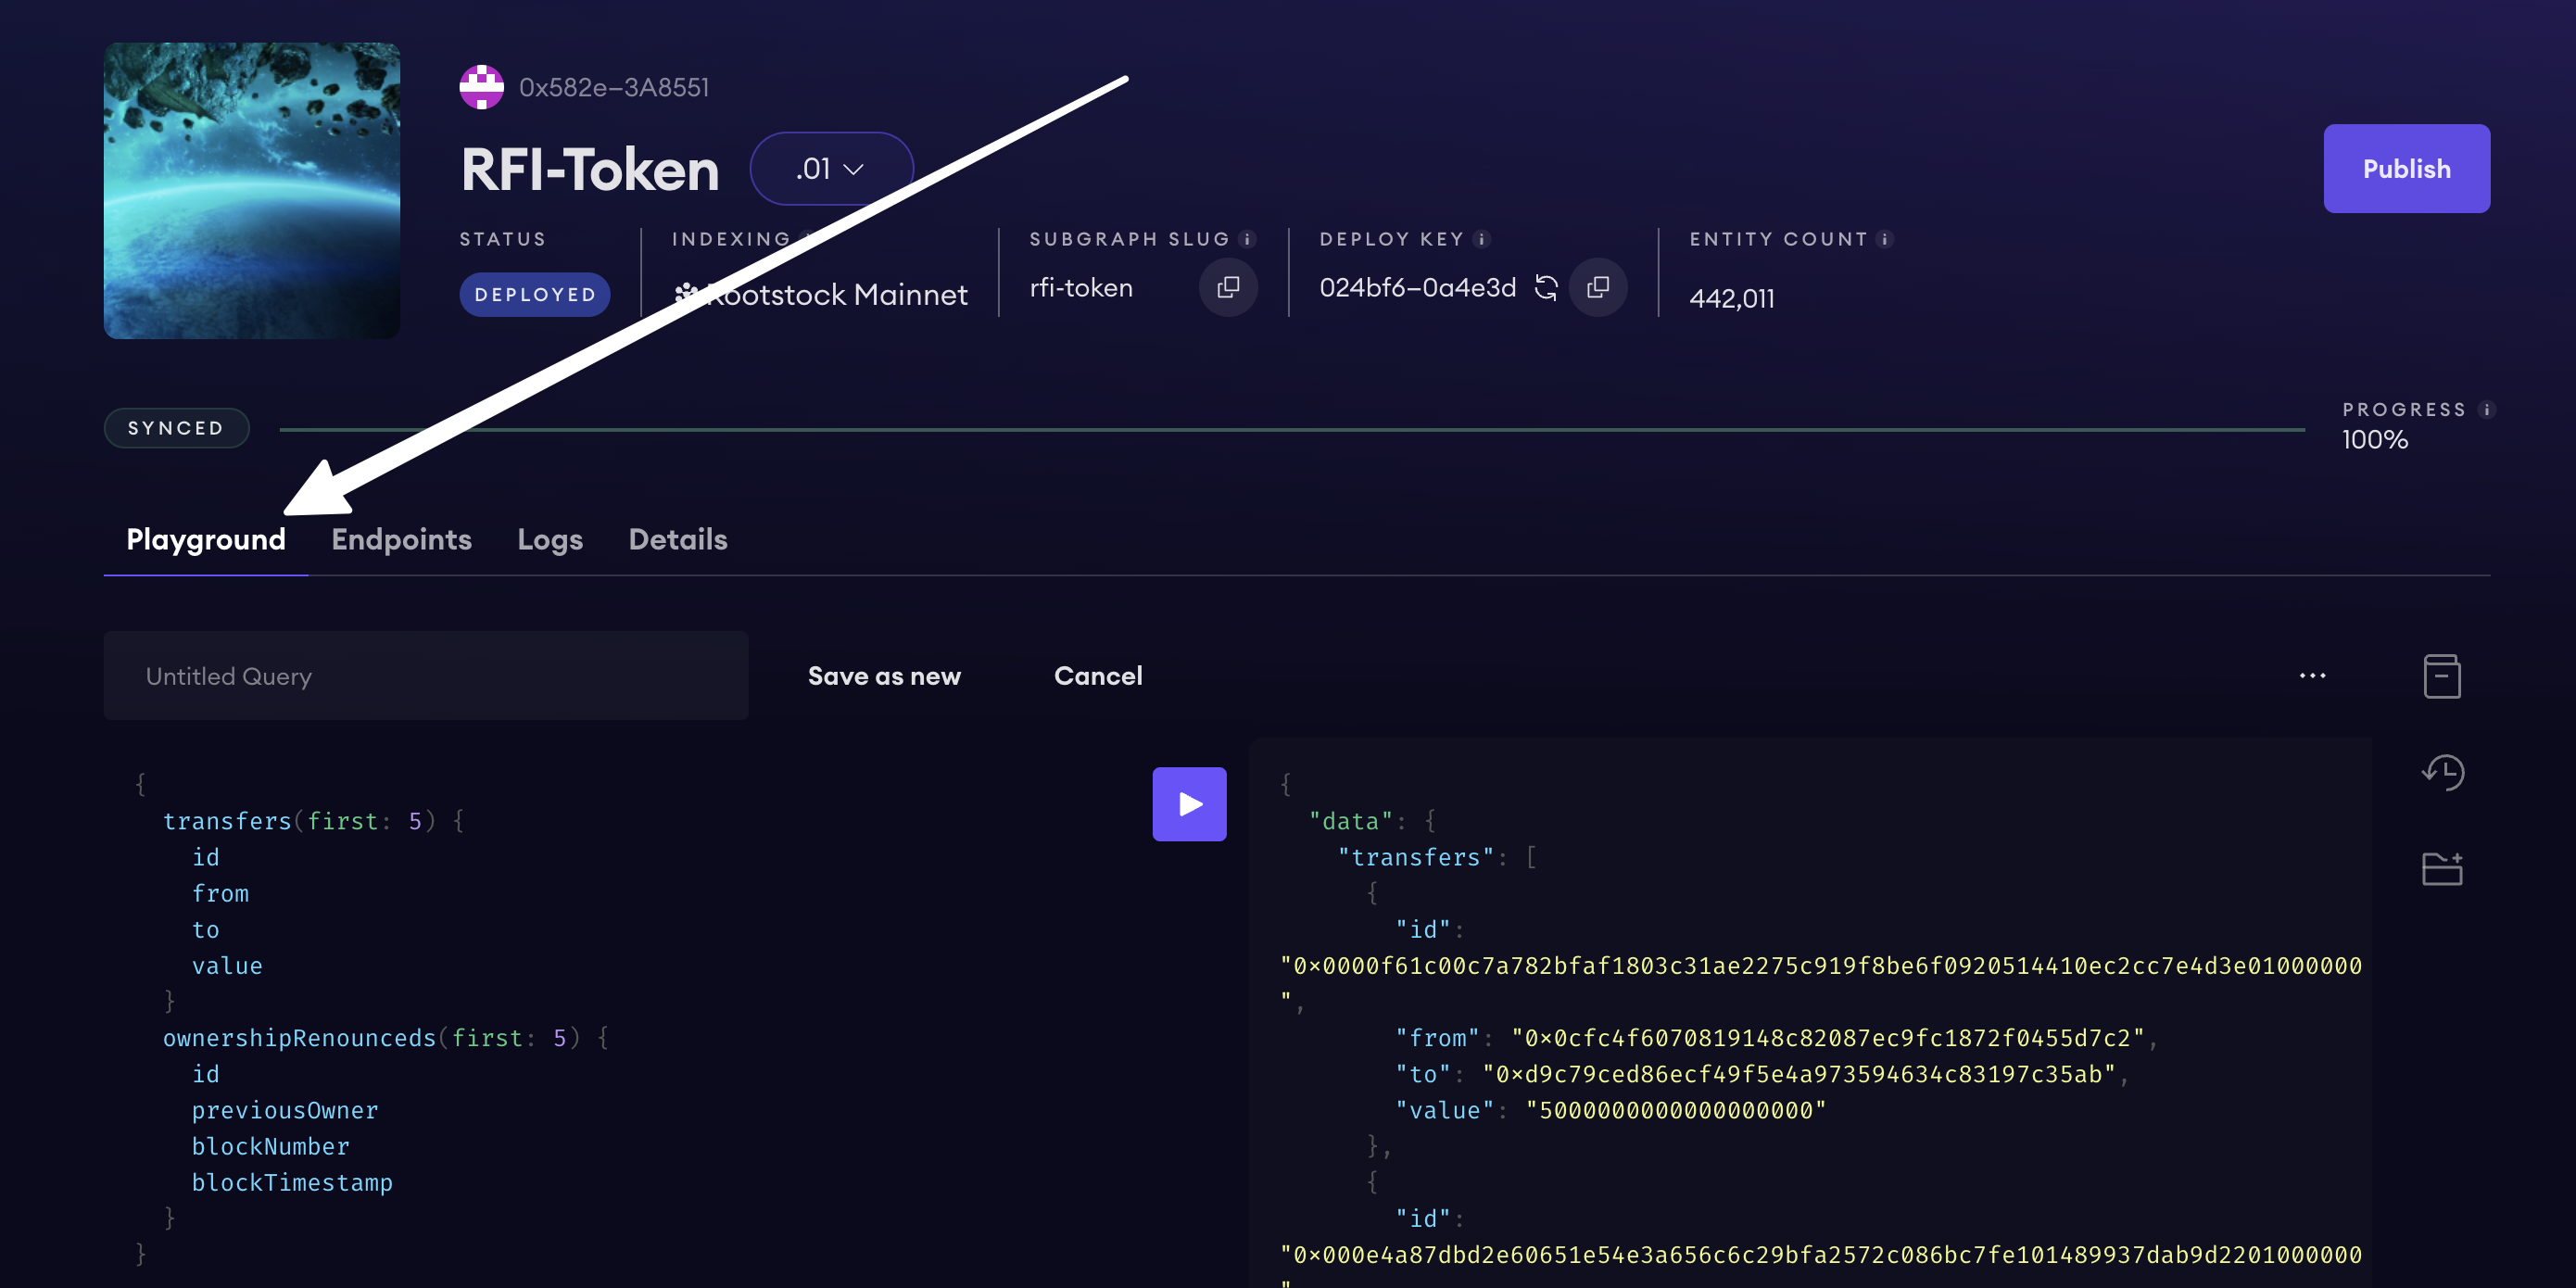 0x582e–3A8551
RFI-Token
.01
Publish
STATUS
INDEXING
SUBGRAPH SLUG
DEPLOY KEY
ENTITY COUNT
DEPLOYED
Rootstock Mainnet
rfi-token
024bf6–0a4e3d
442,011
SYNCED
PROGRESS
100%
Playground
Endpoints
Logs
Details
Untitled Query
Save as new
Cancel
...
{
transfers(first: 5) {
id
from
to
value
}
ownershipRenounceds(first: 5) {
id
previousOwner
blockNumber
blockTimestamp
}
}
{
"data": {
"transfers": [
{
"id":
"0x0000f61c00c7a782bfaf1803c31ae2275c919f8be6f0920514410ec2cc7e4d3e01000000
",
"from": "0x0cfc4f6070819148c82087ec9fc1872f0455d7c2",
"to": "0xd9c79ced86ecf49f5e4a973594634c83197c35ab",
"value": "5000000000000000000"
},
{
"id":
"0x000e4a87dbd2e60651e54e3a656c6c29bfa2572c086bc7fe101489937dab9d2201000000
"